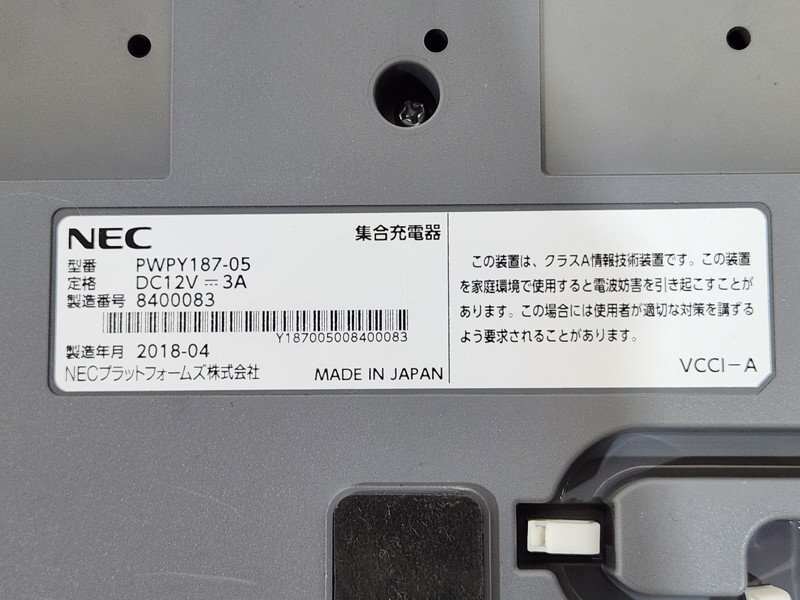 NEC
集合充電器
型番 PWPY187-05
定格 DC12V⎓3A
製造番号 8400083
Y187005008400083
製造年月 2018-04
NECプラットフォームズ株式会社
MADE IN JAPAN
この装置は、クラスA情報技術装置です。この装置
を家庭環境で使用すると電波妨害を引き起こすことが
あります。この場合には使用者が適切な対策を講ずる
よう要求されることがあります。
VCCI-A